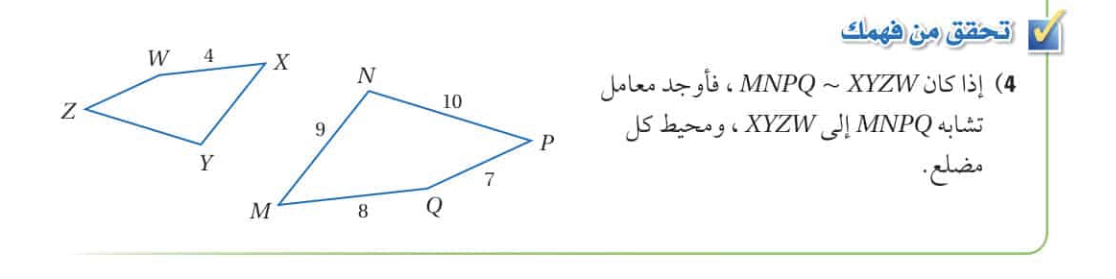 تحقق من فهمك
4) إذا كان MNPQ ~ XYZW ، فأوجد معامل
تشابه MNPQ إلى XYZW ، ومحيط كل
مضلع.
W 4 X
Z
Y
N
10
9
P
7
M 8 Q